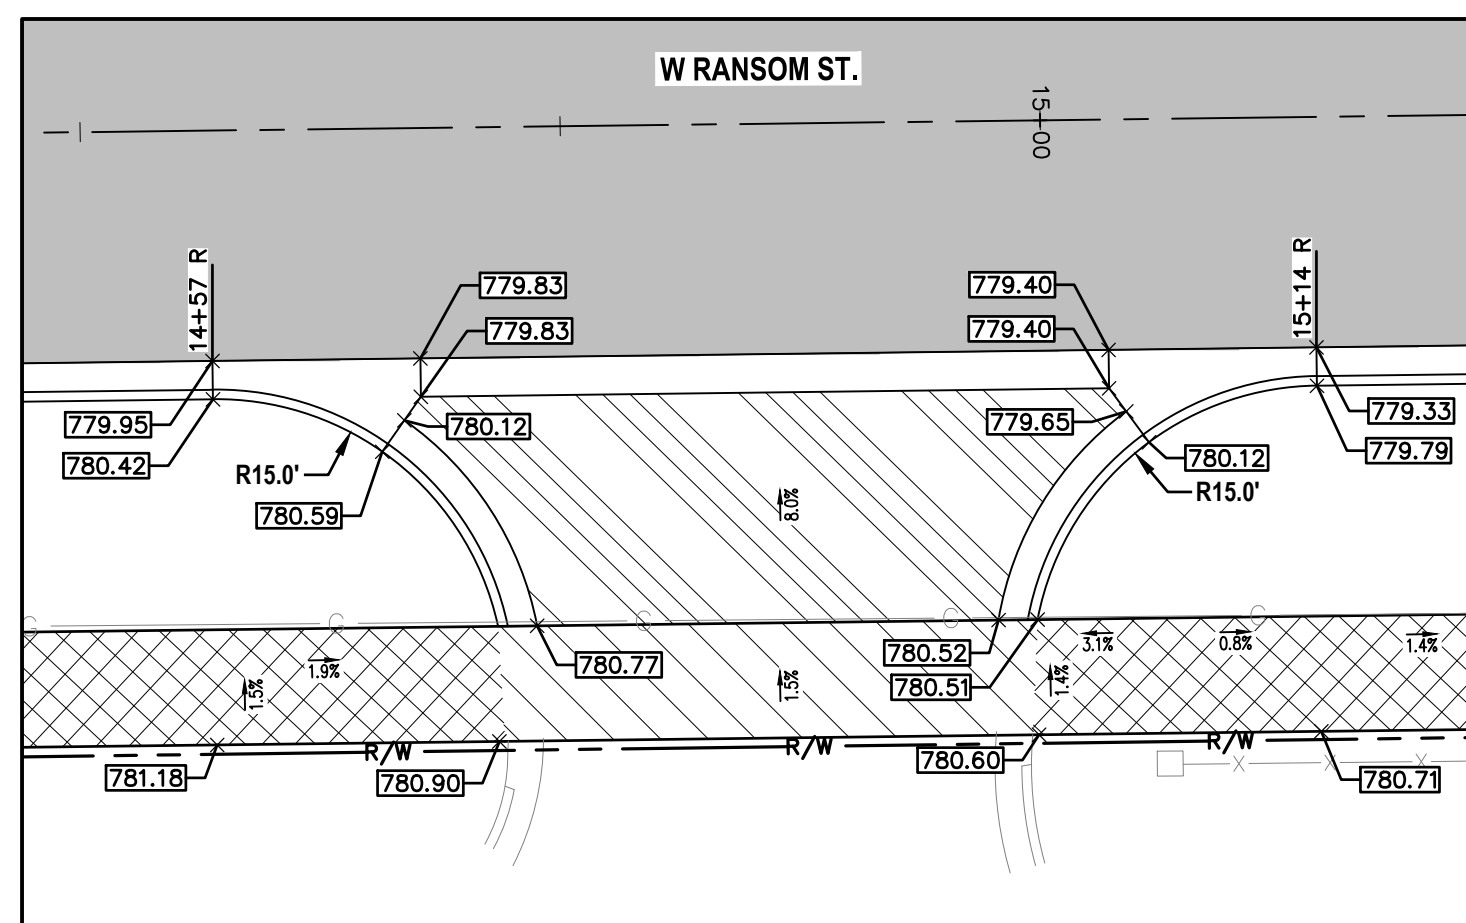 W RANSOM ST.
15+00
14+57 R
15+14 R
779.83
779.40
779.83
779.40
779.95
780.12
779.65
779.33
780.42
780.12
779.79
R15.0'
R15.0'
780.59
8.0%
G
G
G
G
G
780.77
780.52
3.1%
0.8%
1.4%
1.9%
780.51
1.5%
1.5%
1.4%
R/W
R/W
R/W
781.18
780.90
780.60
780.71
X
X
X